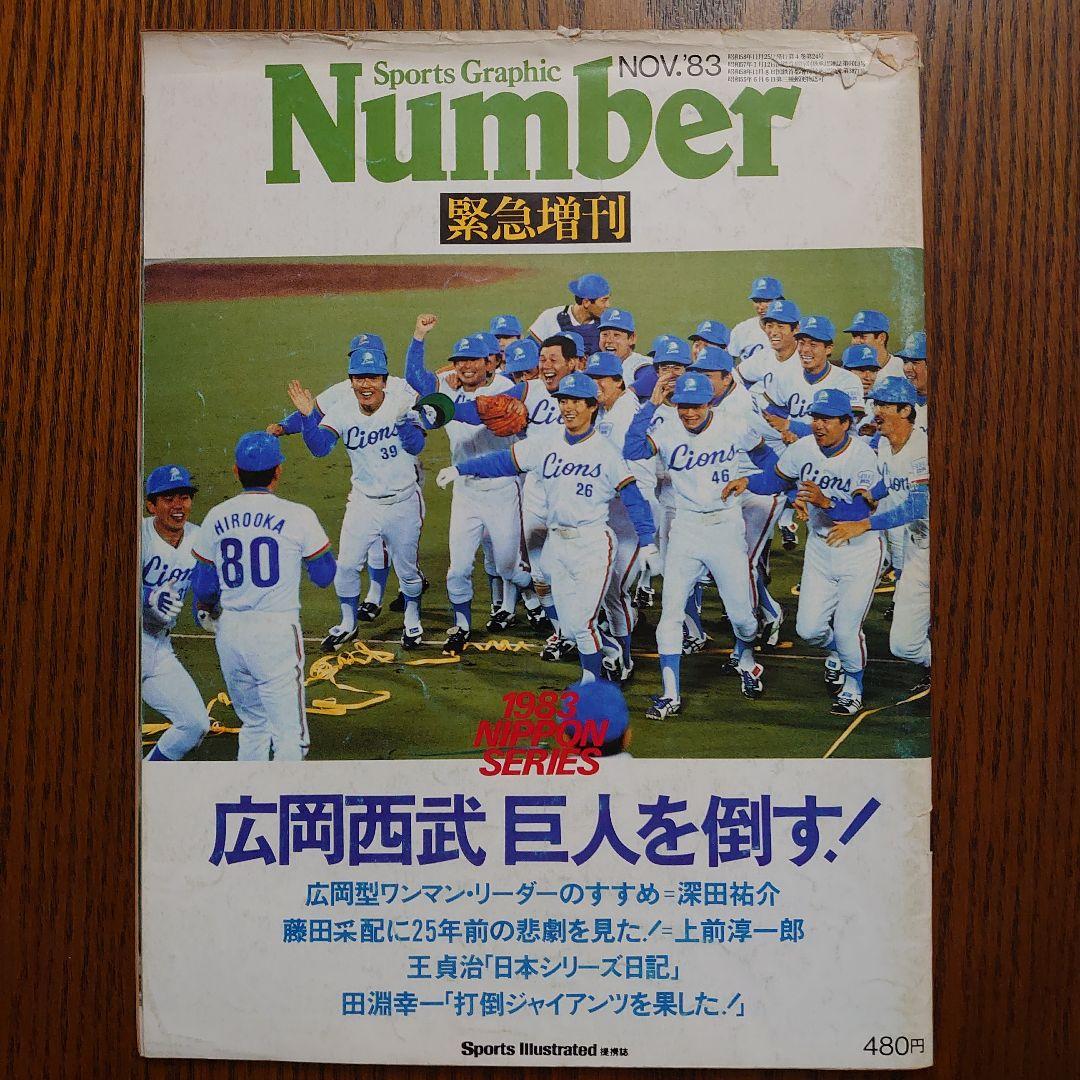 Sports Graphic
NOV.'83
Number
緊急増刊
Lions
39
Lions
26
Lions
46
Lions
HIROOKA
80
Lion
1983
NIPPON
SERIES
広岡西武 巨人を倒す!
広岡型ワンマン・リーダーのすすめ=深田祐介
藤田采配に25年前の悲劇を見た!=上前淳一郎
王貞治「日本シリーズ日記」
田淵幸一「打倒ジャイアンツを果した!」
Sports Illustrated 提携誌
480円